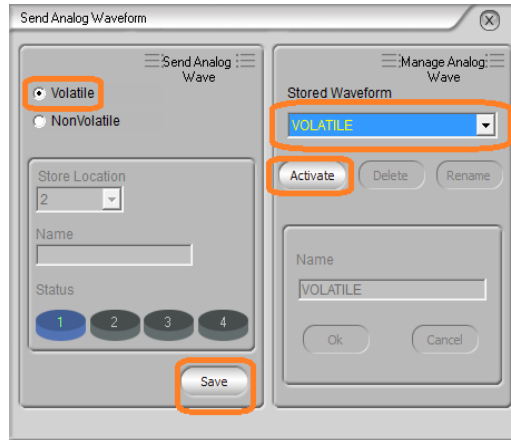 Send Analog Waveform
Send Analog
Wave
Volatile
NonVolatile
Store Location
2
Name
Status
1 2 3 4
Save
Manage Analog
Wave
Stored Waveform
VOLATILE
Activate Delete Rename
Name
VOLATILE
Ok Cancel